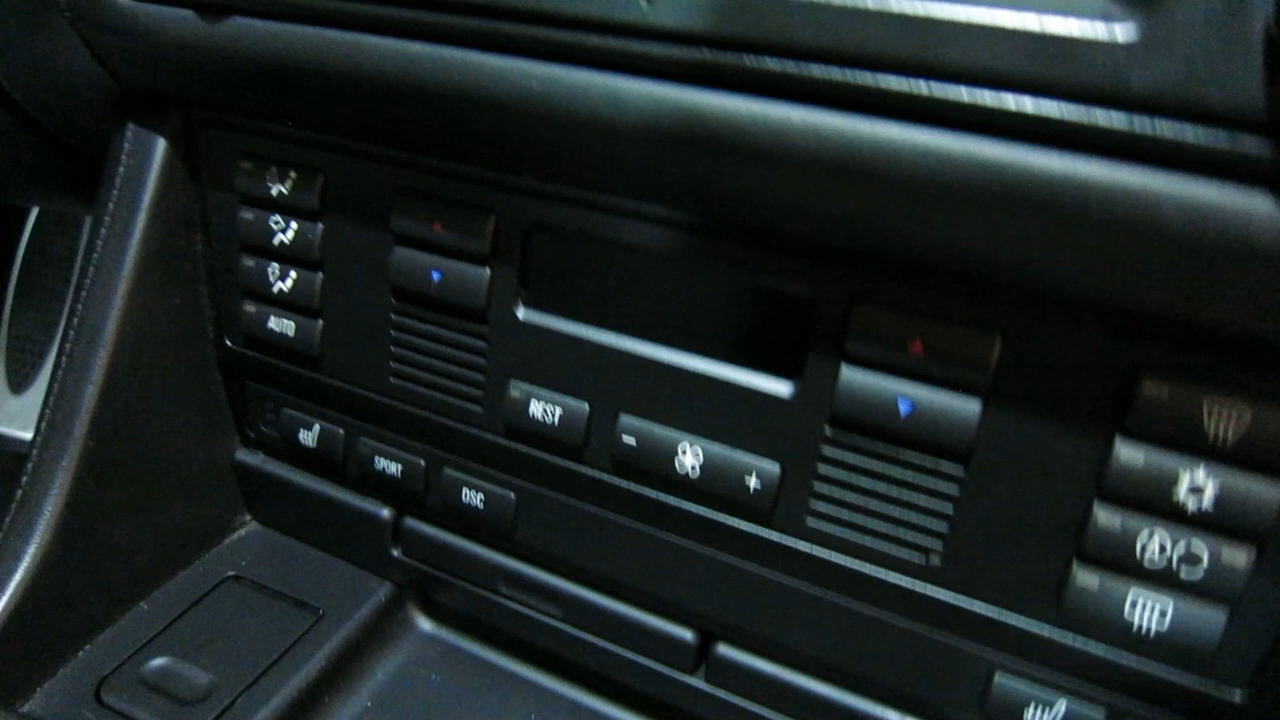 AUTO
REST
- +
SPORT
DSC